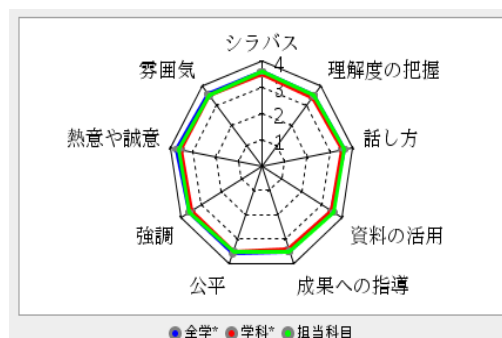 シラバス
雰囲気
理解度の把握
4
3
2
1
熱意や誠意
話し方
強調
資料の活用
公平
成果への指導
全学* 学科* 担当科目